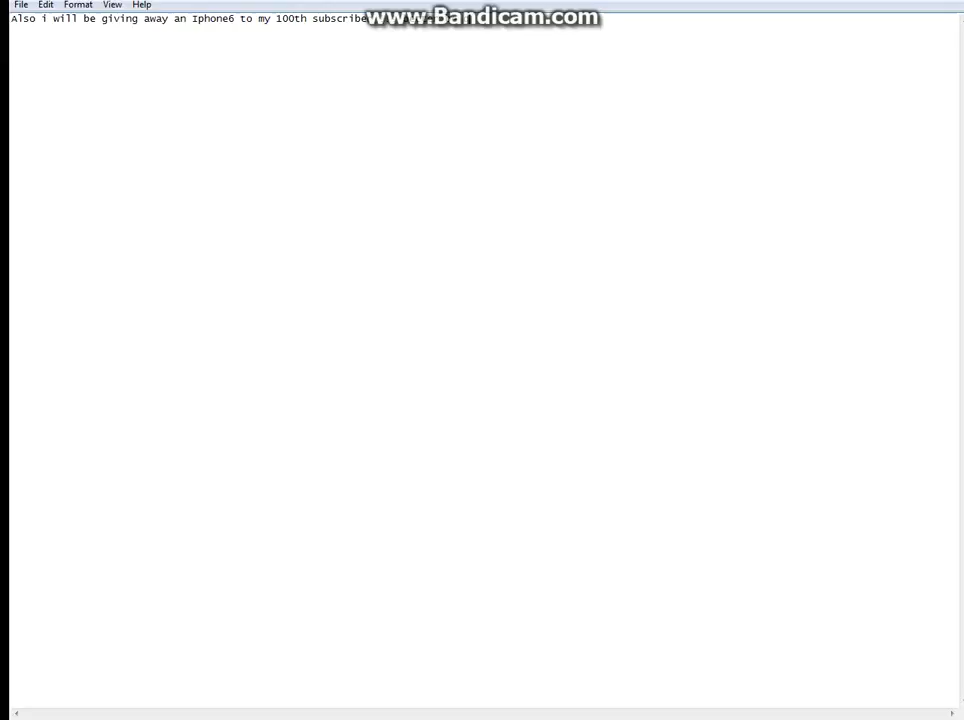 File Edit Format View Help
www.Bandicam.com
Also i will be giving away an Iphone6 to my 100th subscribe